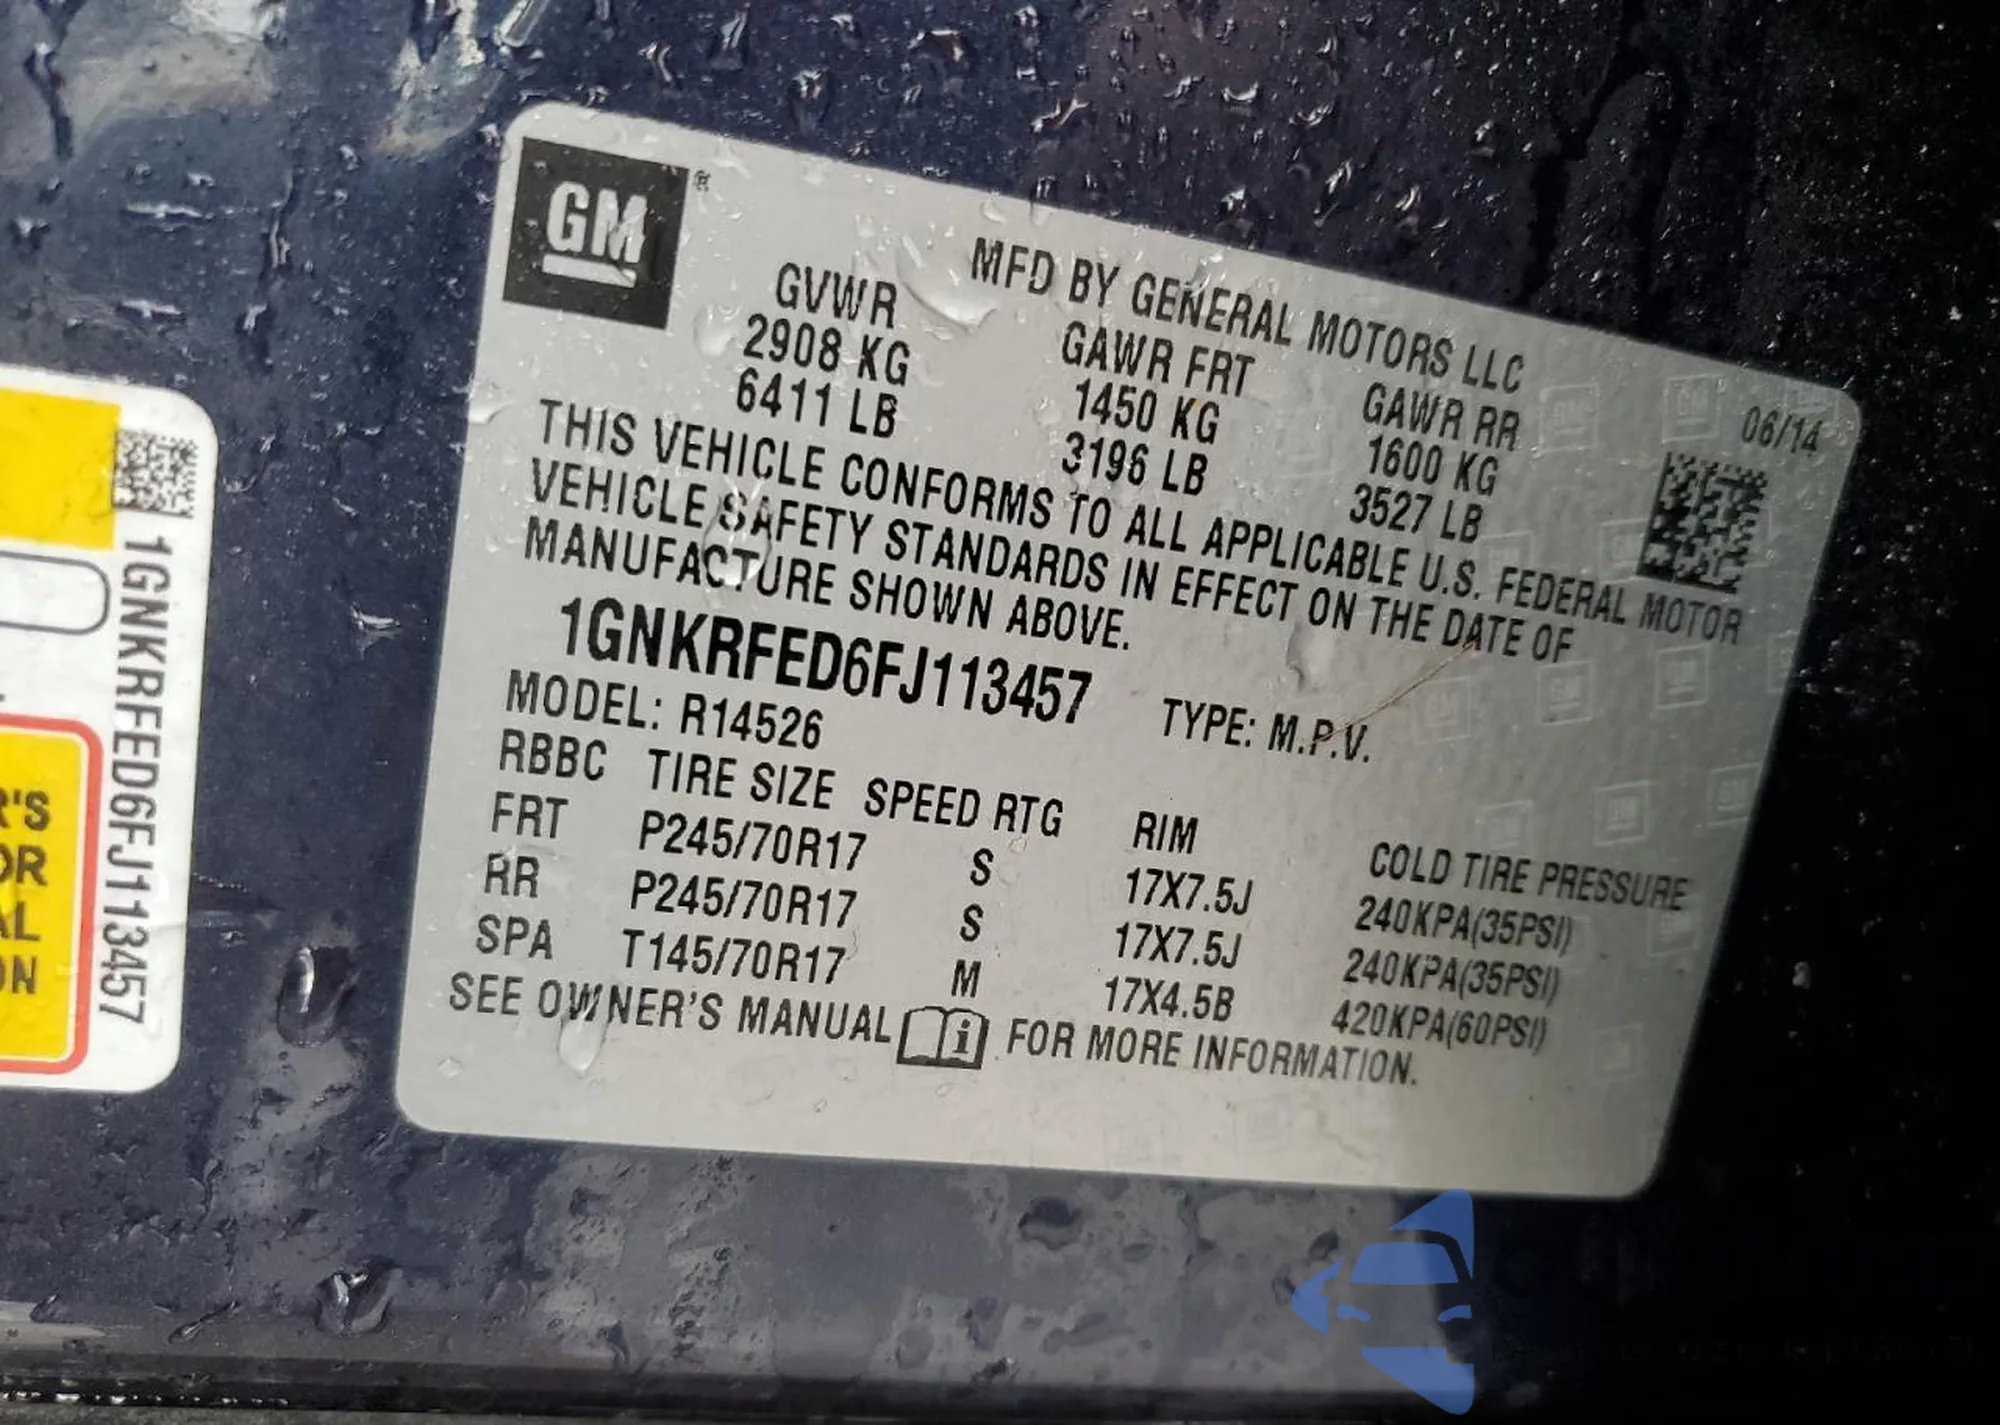 GM®
MFD BY GENERAL MOTORS LLC
06/14
GVWR GAWR FRT GAWR RR
2908 KG 1450 KG 1600 KG
6411 LB 3196 LB 3527 LB
THIS VEHICLE CONFORMS TO ALL APPLICABLE U.S. FEDERAL MOTOR
VEHICLE SAFETY STANDARDS IN EFFECT ON THE DATE OF
MANUFACTURE SHOWN ABOVE.
1GNKRFED6FJ113457 TYPE: M.P.V.
MODEL: R14526
RBBC TIRE SIZE SPEED RTG RIM COLD TIRE PRESSURE
FRT P245/70R17 S 17X7.5J 240KPA(35PSI)
RR P245/70R17 S 17X7.5J 240KPA(35PSI)
SPA T145/70R17 M 17X4.5B 420KPA(60PSI)
SEE OWNER'S MANUAL i FOR MORE INFORMATION.
1GNKRFED6FJ113457
R'S
OR
AL
ON